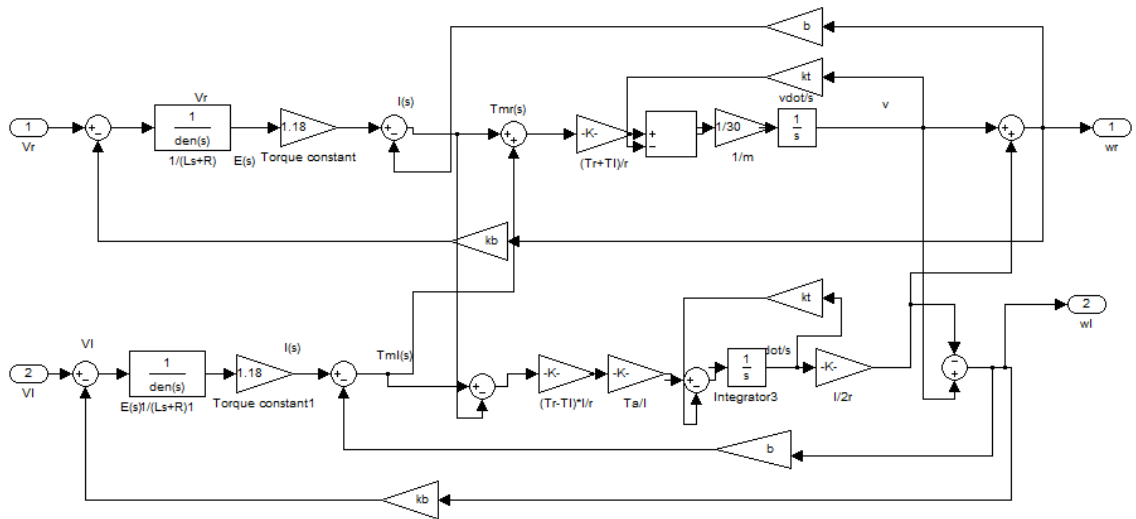 b
kt
Vr
I(s)
Tmr(s)
vdot/s
v
1
Vr
+
−
1
den(s)
1/(Ls+R)
E(s)
1.18
Torque constant
+
−
+
+
-K-
(Tr+Tl)/r
+
−
1/30
1/m
1
s
+
+
1
wr
kb
kt
2
wl
Vl
I(s)
Tml(s)
dot/s
2
Vl
+
−
1
den(s)
E(s)1/(Ls+R)1
1.18
Torque constant1
+
−
+
−
-K-
(Tr-Tl)*l/r
-K-
Ta/l
+
−
1
s
Integrator3
-K-
l/2r
−
+
b
kb